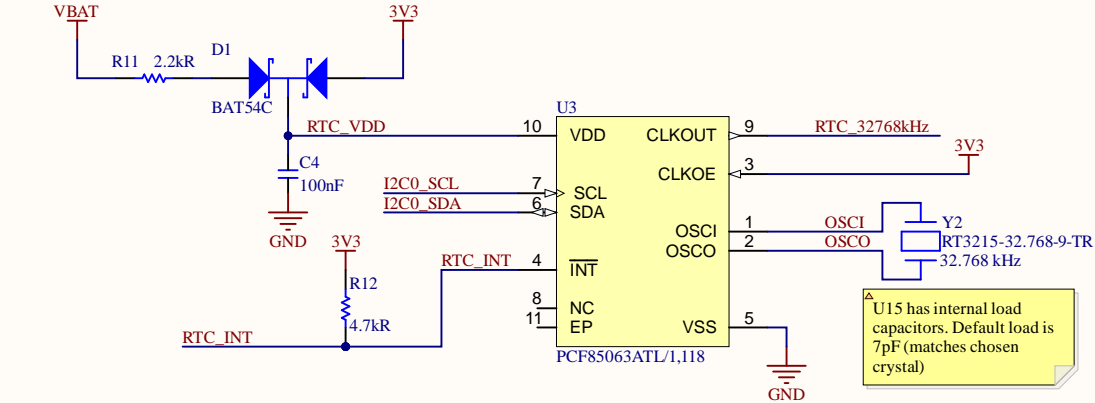 VBAT
3V3
R11 2.2kR
D1
BAT54C
U3
RTC_VDD
10 VDD
CLKOUT 9
RTC_32768kHz
3V3
CLKOE 3
C4
100nF
I2C0_SCL
7 SCL
I2C0_SDA
6 SDA
GND
OSCI 1
OSCI
OSCO 2
OSCO
Y2
RT3215-32.768-9-TR
32.768 kHz
3V3
RTC_INT
4 INT
R12
4.7kR
RTC_INT
8 NC
11 EP
VSS 5
PCF85063ATL/1,118
GND
U15 has internal load
capacitors. Default load is
7pF (matches chosen
crystal)